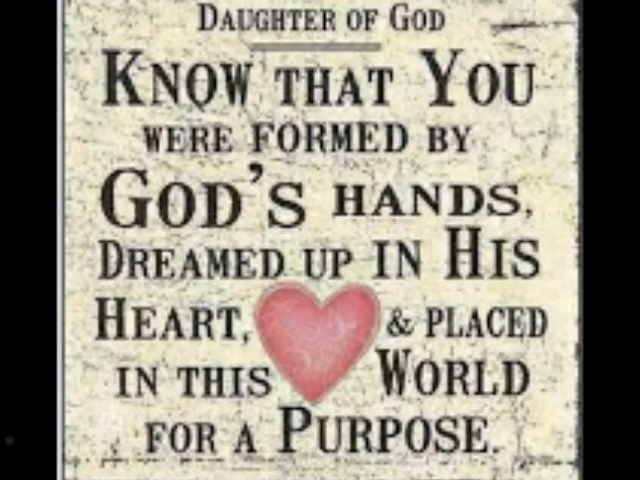 DAUGHTER OF GOD
KNOW THAT YOU
WERE FORMED BY
GOD'S HANDS,
DREAMED UP IN HIS
HEART, & PLACED
IN THIS WORLD
FOR A PURPOSE.